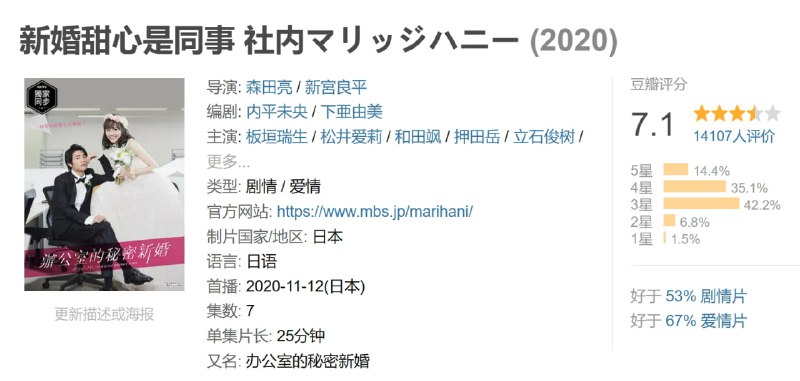 新婚甜心是同事 社内マリッジハニー (2020)
獨家
同步
辦公室的秘密新婚
更新描述或海报
导演: 森田亮 / 新宫良平
编剧: 内平未央 / 下亜由美
主演: 板垣瑞生 / 松井爱莉 / 和田飒 / 押田岳 / 立石俊树 /
更多...
类型: 剧情 / 爱情
官方网站: https://www.mbs.jp/marihani/
制片国家/地区: 日本
语言: 日语
首播: 2020-11-12(日本)
集数: 7
单集片长: 25分钟
又名: 办公室的秘密新婚
豆瓣评分
7.1
14107人评价
5星 14.4%
4星 35.1%
3星 42.2%
2星 6.8%
1星 1.5%
好于 53% 剧情片
好于 67% 爱情片